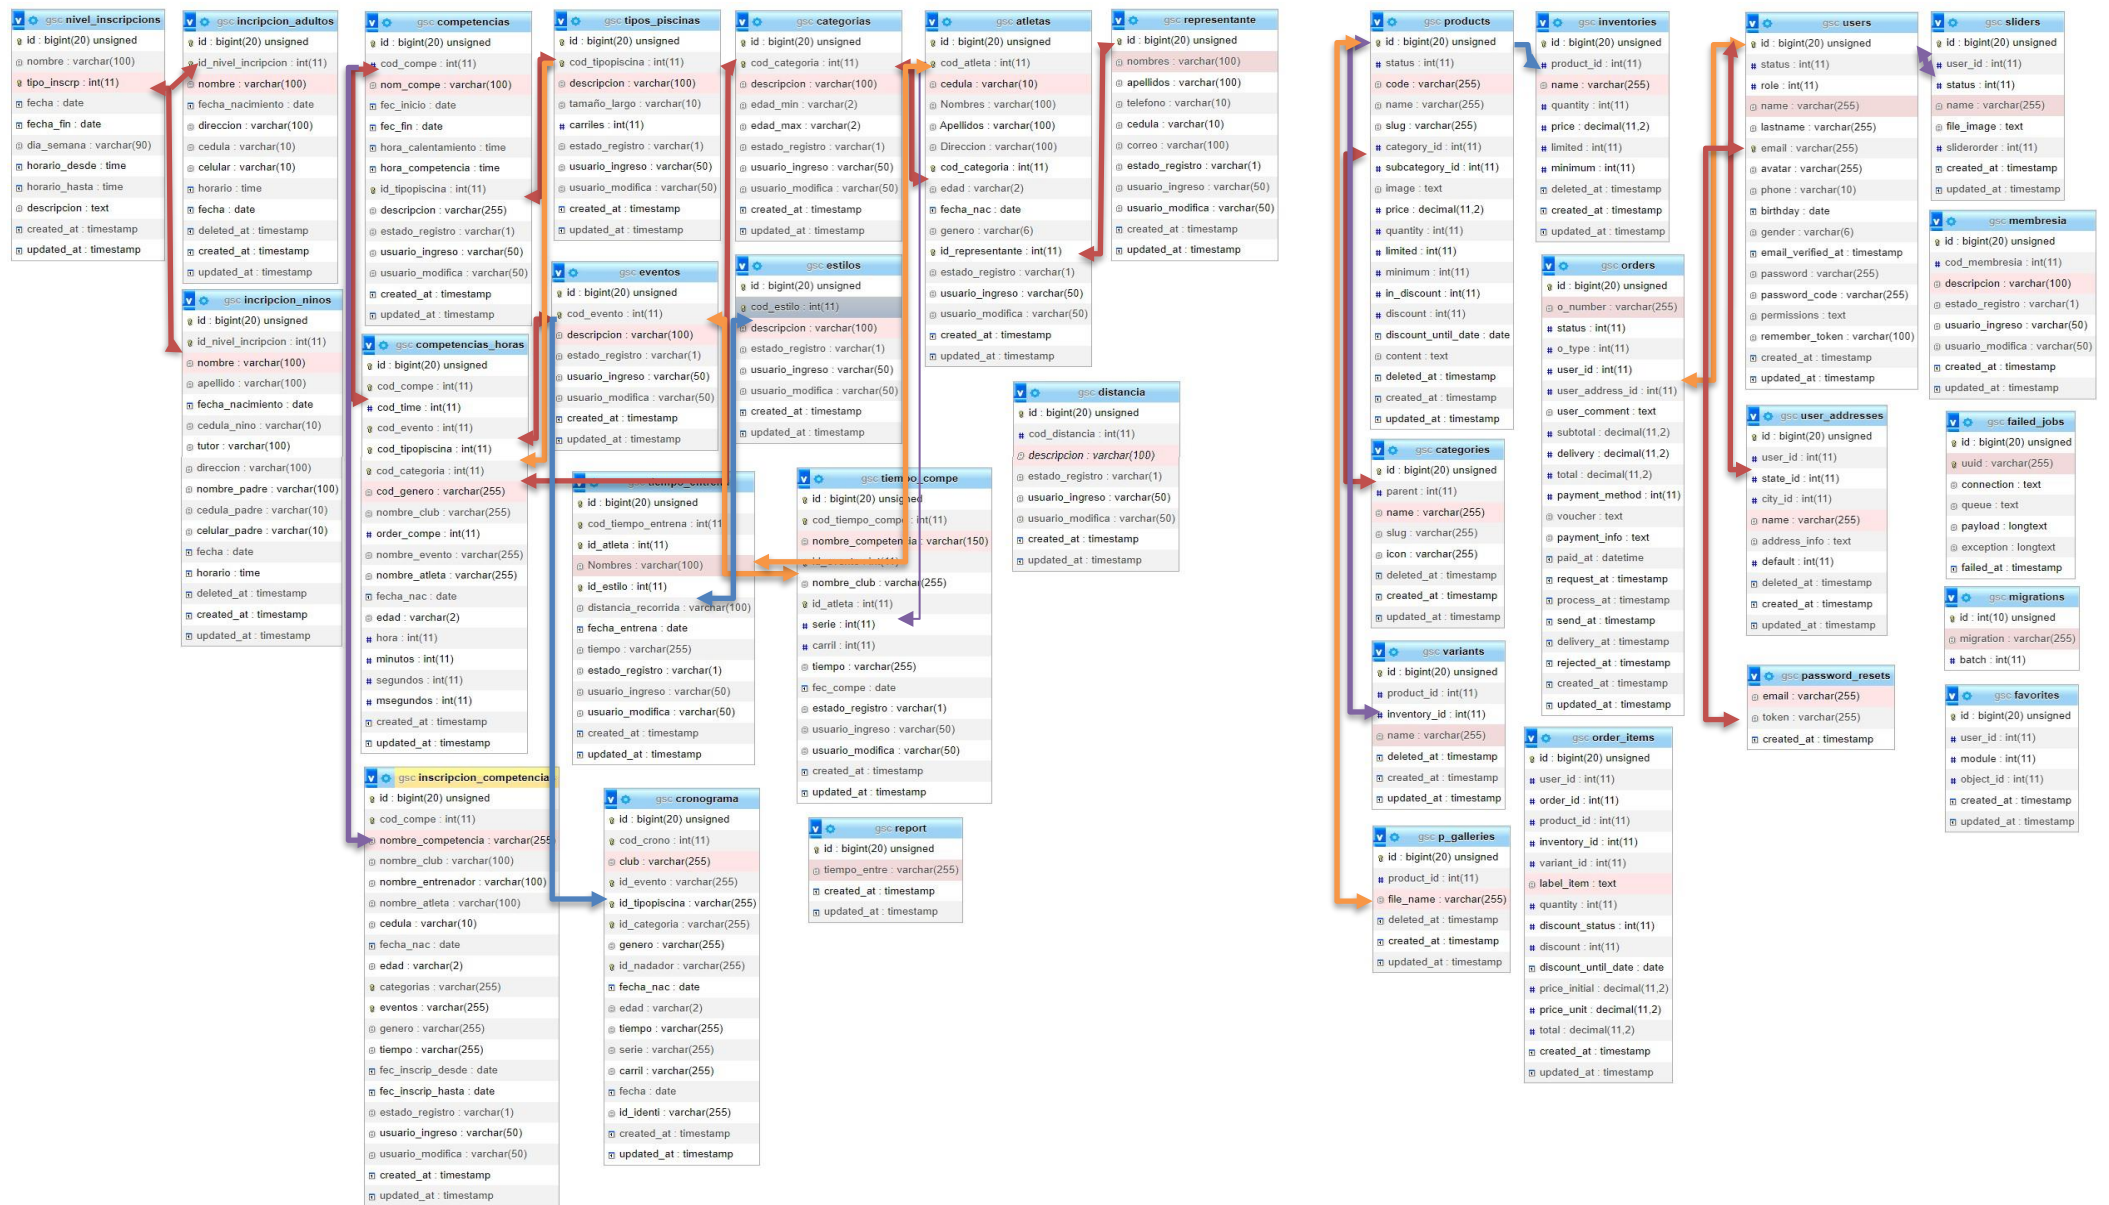 gsc nivel_inscripcions
id : bigint(20) unsigned
nombre : varchar(100)
tipo_inscrp : int(11)
fecha : date
fecha_fin : date
dia_semana : varchar(90)
horario_desde : time
horario_hasta : time
descripcion : text
created_at : timestamp
updated_at : timestamp
gsc incripcion_adultos
id : bigint(20) unsigned
id_nivel_incripcion : int(11)
nombre : varchar(100)
fecha_nacimiento : date
direccion : varchar(100)
cedula : varchar(10)
celular : varchar(10)
horario : time
fecha : date
deleted_at : timestamp
created_at : timestamp
updated_at : timestamp
gsc incripcion_ninos
id : bigint(20) unsigned
id_nivel_incripcion : int(11)
nombre : varchar(100)
apellido : varchar(100)
fecha_nacimiento : date
cedula_nino : varchar(10)
tutor : varchar(100)
direccion : varchar(100)
nombre_padre : varchar(100)
cedula_padre : varchar(10)
celular_padre : varchar(10)
fecha : date
horario : time
deleted_at : timestamp
created_at : timestamp
updated_at : timestamp
gsc competencias
id : bigint(20) unsigned
cod_compe : int(11)
nom_compe : varchar(100)
fec_inicio : date
fec_fin : date
hora_calentamiento : time
hora_competencia : time
id_tipopiscina : int(11)
descripcion : varchar(255)
estado_registro : varchar(1)
usuario_ingreso : varchar(50)
usuario_modifica : varchar(50)
created_at : timestamp
updated_at : timestamp
gsc competencias_horas
id : bigint(20) unsigned
cod_compe : int(11)
cod_time : int(11)
cod_evento : int(11)
cod_tipopiscina : int(11)
cod_categoria : int(11)
cod_genero : varchar(255)
nombre_club : varchar(255)
order_compe : int(11)
nombre_evento : varchar(255)
nombre_atleta : varchar(255)
fecha_nac : date
edad : varchar(2)
hora : int(11)
minutos : int(11)
segundos : int(11)
msegundos : int(11)
created_at : timestamp
updated_at : timestamp
gsc inscripcion_competencia
id : bigint(20) unsigned
cod_compe : int(11)
nombre_competencia : varchar(255
nombre_club : varchar(100)
nombre_entrenador : varchar(100)
nombre_atleta : varchar(100)
cedula : varchar(10)
fecha_nac : date
edad : varchar(2)
categorias : varchar(255)
eventos : varchar(255)
genero : varchar(255)
tiempo : varchar(255)
fec_inscrip_desde : date
fec_inscrip_hasta : date
estado_registro : varchar(1)
usuario_ingreso : varchar(50)
usuario_modifica : varchar(50)
created_at : timestamp
updated_at : timestamp
gsc tipos_piscinas
id : bigint(20) unsigned
cod_tipopiscina : int(11)
descripcion : varchar(100)
tamaño_largo : varchar(10)
carriles : int(11)
estado_registro : varchar(1)
usuario_ingreso : varchar(50)
usuario_modifica : varchar(50)
created_at : timestamp
updated_at : timestamp
gsc eventos
id : bigint(20) unsigned
cod_evento : int(11)
descripcion : varchar(100)
estado_registro : varchar(1)
usuario_ingreso : varchar(50)
usuario_modifica : varchar(50)
created_at : timestamp
updated_at : timestamp
tiempo_entrena
id : bigint(20) unsigned
cod_tiempo_entrena : int(11
id_atleta : int(11)
Nombres : varchar(100)
id_estilo : int(11)
distancia_recorrida : varchar(100)
fecha_entrena : date
tiempo : varchar(255)
estado_registro : varchar(1)
usuario_ingreso : varchar(50)
usuario_modifica : varchar(50)
created_at : timestamp
updated_at : timestamp
gsc cronograma
id : bigint(20) unsigned
cod_crono : int(11)
club : varchar(255)
id_evento : varchar(255)
id_tipopiscina : varchar(255)
id_categoria : varchar(255)
genero : varchar(255)
id_nadador : varchar(255)
fecha_nac : date
edad : varchar(2)
tiempo : varchar(255)
serie : varchar(255)
carril : varchar(255)
fecha : date
id_identi : varchar(255)
created_at : timestamp
updated_at : timestamp
gsc categorias
id : bigint(20) unsigned
cod_categoria : int(11)
descripcion : varchar(100)
edad_min : varchar(2)
edad_max : varchar(2)
estado_registro : varchar(1)
usuario_ingreso : varchar(50)
usuario_modifica : varchar(50)
created_at : timestamp
updated_at : timestamp
gsc estilos
id : bigint(20) unsigned
cod_estilo : int(11)
descripcion : varchar(100)
estado_registro : varchar(1)
usuario_ingreso : varchar(50)
usuario_modifica : varchar(50)
created_at : timestamp
updated_at : timestamp
gsc tiempo_compe
id : bigint(20) unsigned
cod_tiempo_compe : int(11)
nombre_competencia : varchar(150)
nombre_club : varchar(255)
id_atleta : int(11)
serie : int(11)
carril : int(11)
tiempo : varchar(255)
fec_compe : date
estado_registro : varchar(1)
usuario_ingreso : varchar(50)
usuario_modifica : varchar(50)
created_at : timestamp
updated_at : timestamp
gsc report
id : bigint(20) unsigned
tiempo_entre : varchar(255)
created_at : timestamp
updated_at : timestamp
gsc atletas
id : bigint(20) unsigned
cod_atleta : int(11)
cedula : varchar(10)
Nombres : varchar(100)
Apellidos : varchar(100)
Direccion : varchar(100)
cod_categoria : int(11)
edad : varchar(2)
fecha_nac : date
genero : varchar(6)
id_representante : int(11)
estado_registro : varchar(1)
usuario_ingreso : varchar(50)
usuario_modifica : varchar(50)
created_at : timestamp
updated_at : timestamp
gsc distancia
id : bigint(20) unsigned
cod_distancia : int(11)
descripcion : varchar(100)
estado_registro : varchar(1)
usuario_ingreso : varchar(50)
usuario_modifica : varchar(50)
created_at : timestamp
updated_at : timestamp
gsc representante
id : bigint(20) unsigned
nombres : varchar(100)
apellidos : varchar(100)
telefono : varchar(10)
cedula : varchar(10)
correo : varchar(100)
estado_registro : varchar(1)
usuario_ingreso : varchar(50)
usuario_modifica : varchar(50)
created_at : timestamp
updated_at : timestamp
gsc products
id : bigint(20) unsigned
status : int(11)
code : varchar(255)
name : varchar(255)
slug : varchar(255)
category_id : int(11)
subcategory_id : int(11)
image : text
price : decimal(11,2)
quantity : int(11)
limited : int(11)
minimum : int(11)
in_discount : int(11)
discount : int(11)
discount_until_date : date
content : text
deleted_at : timestamp
created_at : timestamp
updated_at : timestamp
gsc categories
id : bigint(20) unsigned
parent : int(11)
name : varchar(255)
slug : varchar(255)
icon : varchar(255)
deleted_at : timestamp
created_at : timestamp
updated_at : timestamp
gsc variants
id : bigint(20) unsigned
product_id : int(11)
inventory_id : int(11)
name : varchar(255)
deleted_at : timestamp
created_at : timestamp
updated_at : timestamp
gsc p_galleries
id : bigint(20) unsigned
product_id : int(11)
file_name : varchar(255)
deleted_at : timestamp
created_at : timestamp
updated_at : timestamp
gsc inventories
id : bigint(20) unsigned
product_id : int(11)
name : varchar(255)
quantity : int(11)
price : decimal(11,2)
limited : int(11)
minimum : int(11)
deleted_at : timestamp
created_at : timestamp
updated_at : timestamp
gsc orders
id : bigint(20) unsigned
o_number : varchar(255)
status : int(11)
o_type : int(11)
user_id : int(11)
user_address_id : int(11)
user_comment : text
subtotal : decimal(11,2)
delivery : decimal(11,2)
total : decimal(11,2)
payment_method : int(11)
voucher : text
payment_info : text
paid_at : datetime
request_at : timestamp
process_at : timestamp
send_at : timestamp
delivery_at : timestamp
rejected_at : timestamp
created_at : timestamp
updated_at : timestamp
gsc order_items
id : bigint(20) unsigned
user_id : int(11)
order_id : int(11)
product_id : int(11)
inventory_id : int(11)
variant_id : int(11)
label_item : text
quantity : int(11)
discount_status : int(11)
discount : int(11)
discount_until_date : date
price_initial : decimal(11,2)
price_unit : decimal(11,2)
total : decimal(11,2)
created_at : timestamp
updated_at : timestamp
gsc users
id : bigint(20) unsigned
status : int(11)
role : int(11)
name : varchar(255)
lastname : varchar(255)
email : varchar(255)
avatar : varchar(255)
phone : varchar(10)
birthday : date
gender : varchar(6)
email_verified_at : timestamp
password : varchar(255)
password_code : varchar(255)
permissions : text
remember_token : varchar(100)
created_at : timestamp
updated_at : timestamp
gsc user_addresses
id : bigint(20) unsigned
user_id : int(11)
state_id : int(11)
city_id : int(11)
name : varchar(255)
address_info : text
default : int(11)
deleted_at : timestamp
created_at : timestamp
updated_at : timestamp
gsc password_resets
email : varchar(255)
token : varchar(255)
created_at : timestamp
gsc sliders
id : bigint(20) unsigned
user_id : int(11)
status : int(11)
name : varchar(255)
file_image : text
sliderorder : int(11)
created_at : timestamp
updated_at : timestamp
gsc membresia
id : bigint(20) unsigned
cod_membresia : int(11)
descripcion : varchar(100)
estado_registro : varchar(1)
usuario_ingreso : varchar(50)
usuario_modifica : varchar(50)
created_at : timestamp
updated_at : timestamp
gsc failed_jobs
id : bigint(20) unsigned
uuid : varchar(255)
connection : text
queue : text
payload : longtext
exception : longtext
failed_at : timestamp
gsc migrations
id : int(10) unsigned
migration : varchar(255)
batch : int(11)
gsc favorites
id : bigint(20) unsigned
user_id : int(11)
module : int(11)
object_id : int(11)
created_at : timestamp
updated_at : timestamp